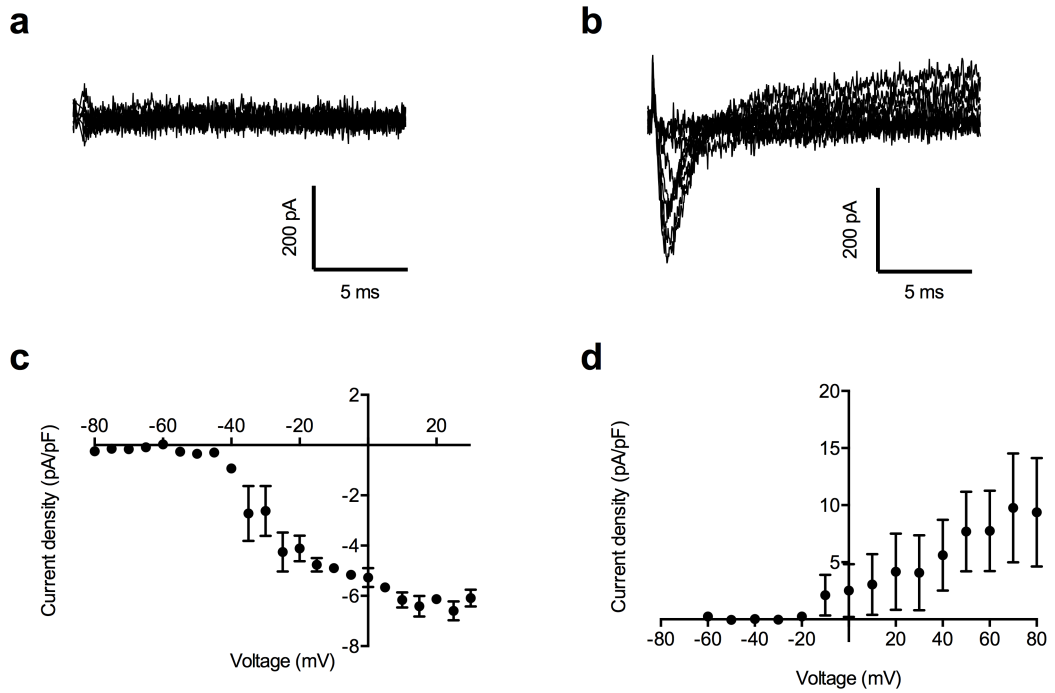 a
200 pA
5 ms
b
200 pA
5 ms
c
Current density (pA/pF)
2
-80 -60 -40 -20 20
-2
-4
-6
-8
Voltage (mV)
d
Current density (pA/pF)
20
15
10
5
-80 -60 -40 -20 20 40 60 80
Voltage (mV)